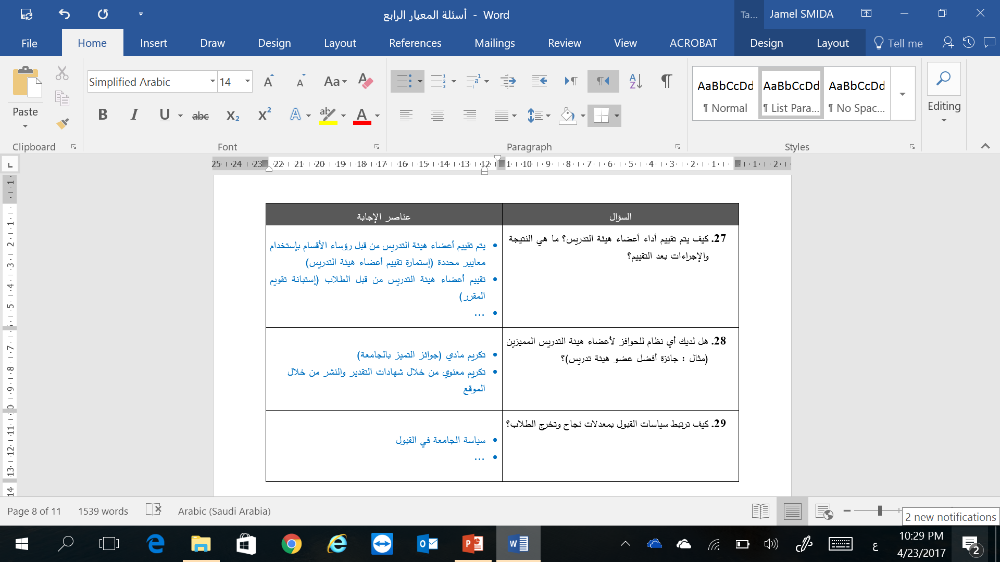 أسئلة المعيار الرابع - Word
Ta...
Jamel SMIDA
File
Home
Insert
Draw
Design
Layout
References
Mailings
Review
View
ACROBAT
Design
Layout
Tell me
Paste
Clipboard
Simplified Arabic
14
Font
Paragraph
AaBbCcDd
¶ Normal
AaBbCcDd
¶ List Para...
AaBbCcDd
¶ No Spac...
Styles
Editing
السؤال
عناصر الإجابة
27. كيف يتم تقييم أداء أعضاء هيئة التدريس؟ ما هي النتيجة
والإجراءات بعد التقييم؟
• يتم تقييم أعضاء هيئة التدريس من قبل رؤساء الأقسام بإستخدام
معايير محددة (إستمارة تقييم أعضاء هيئة التدريس)
• تقييم أعضاء هيئة التدريس من قبل الطلاب (إستبانة تقويم
المقرر)
• ...
28. هل لديك أي نظام للحوافز لأعضاء هيئة التدريس المميزين
(مثال : جائزة أفضل عضو هيئة تدريس)؟
• تكريم مادي (جوائز التميز بالجامعة)
• تكريم معنوي من خلال شهادات التقدير والنشر من خلال
الموقع
29. كيف ترتبط سياسات القبول بمعدلات نجاح وتخرج الطلاب؟
• سياسة الجامعة في القبول
• ...
Page 8 of 11
1539 words
Arabic (Saudi Arabia)
2 new notifications
10:29 PM
4/23/2017
ع
2